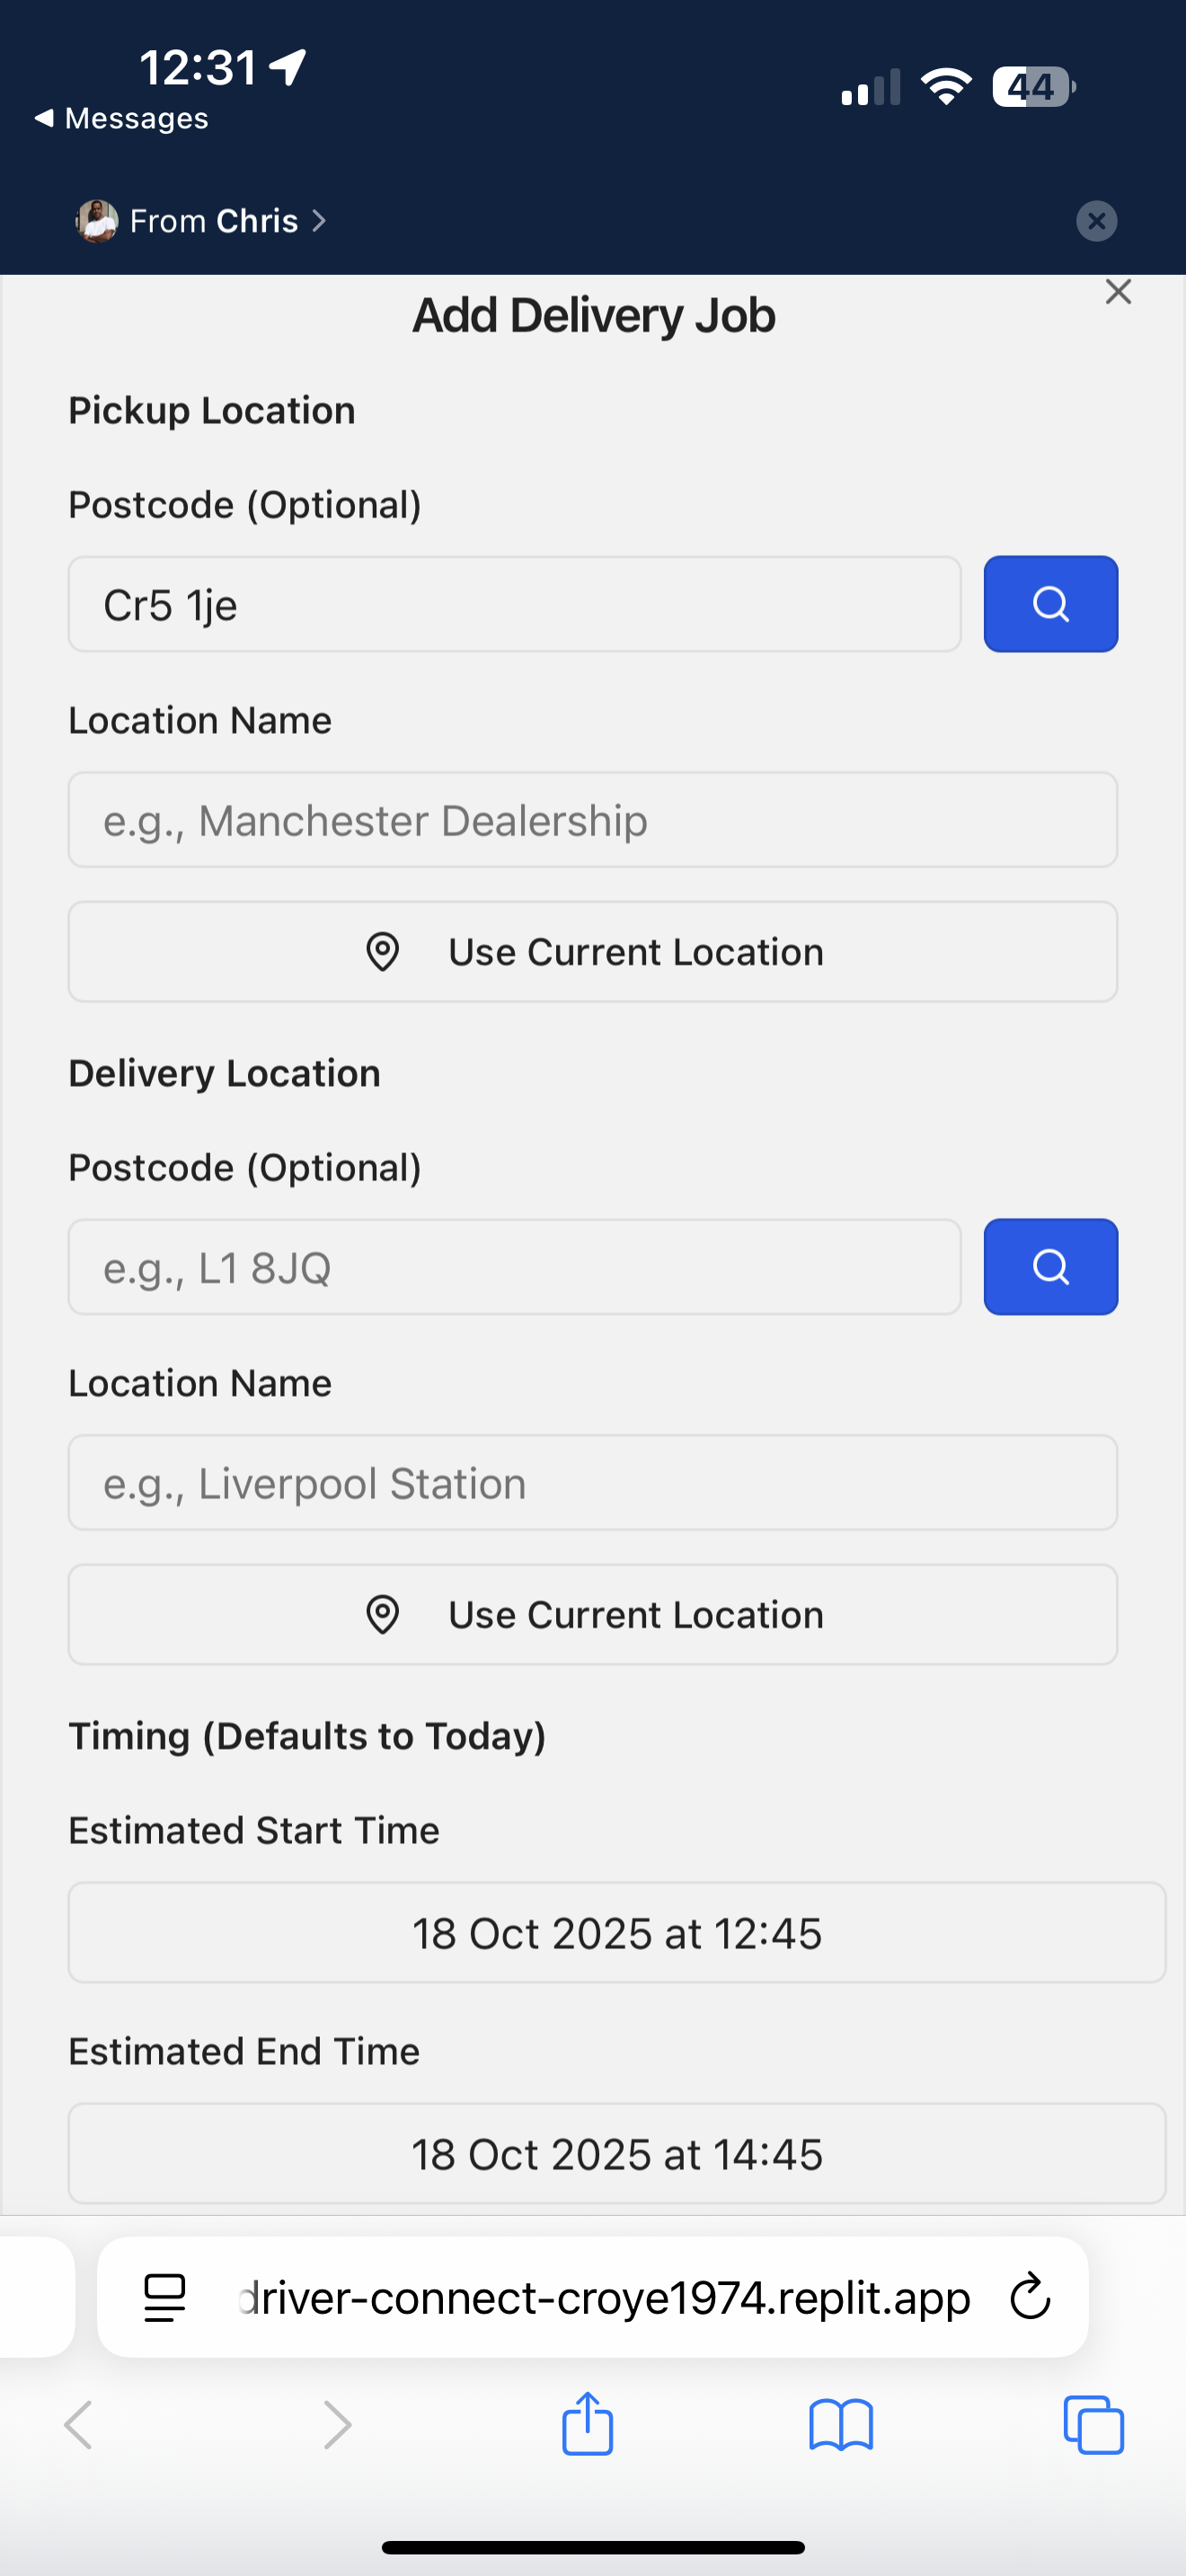 12:31
44
Messages
From Chris
Add Delivery Job
Pickup Location
Postcode (Optional)
Cr5 1je
Location Name
e.g., Manchester Dealership
Use Current Location
Delivery Location
Postcode (Optional)
e.g., L1 8JQ
Location Name
e.g., Liverpool Station
Use Current Location
Timing (Defaults to Today)
Estimated Start Time
18 Oct 2025 at 12:45
Estimated End Time
18 Oct 2025 at 14:45
driver-connect-croye1974.replit.app